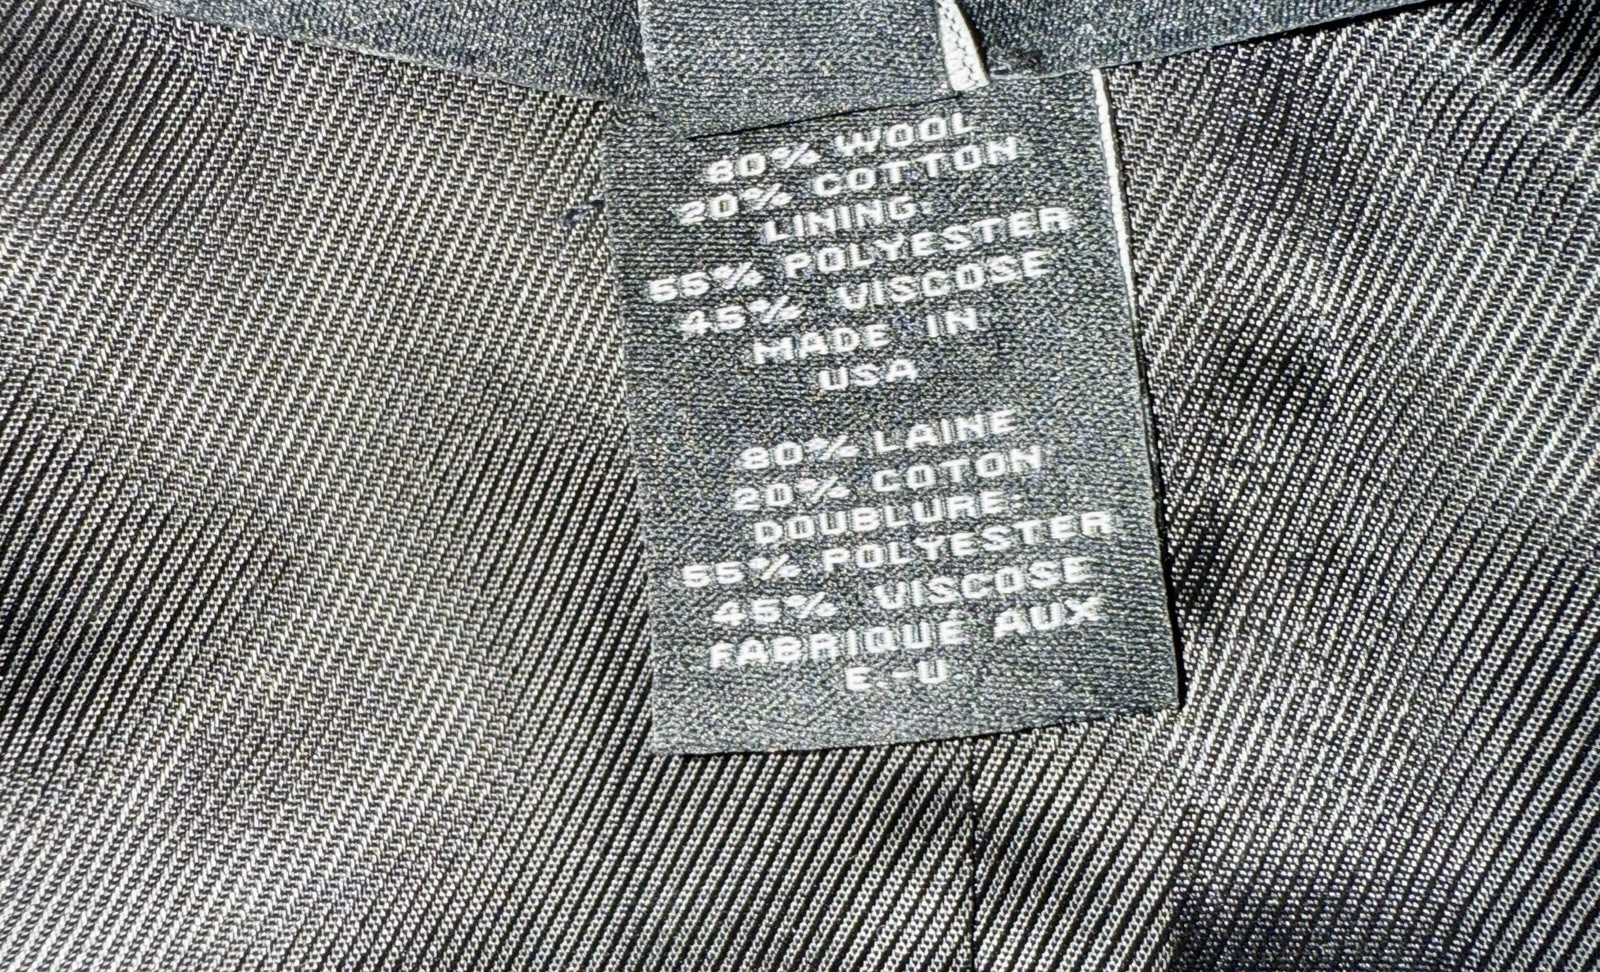 80% WOOL
20% COTTON
LINING:
55% POLYESTER
45% VISCOSE
MADE IN
USA
80% LAINE
20% COTON
DOUBLURE:
55% POLYESTER
45% VISCOSE
FABRIQUE AUX
E.-U.